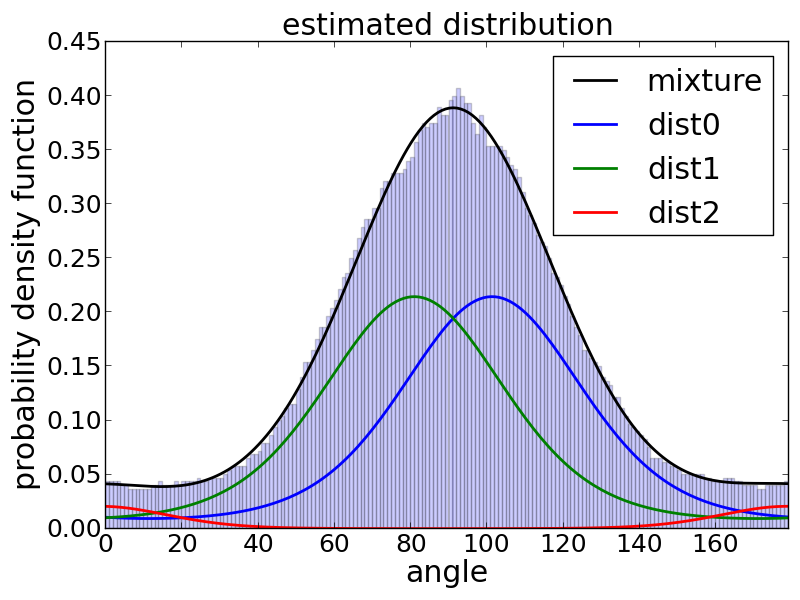 estimated distribution
0.45
0.40
0.35
0.30
0.25
0.20
0.15
0.10
0.05
0.00
probability density function
mixture
dist0
dist1
dist2
0 20 40 60 80 100 120 140 160
angle